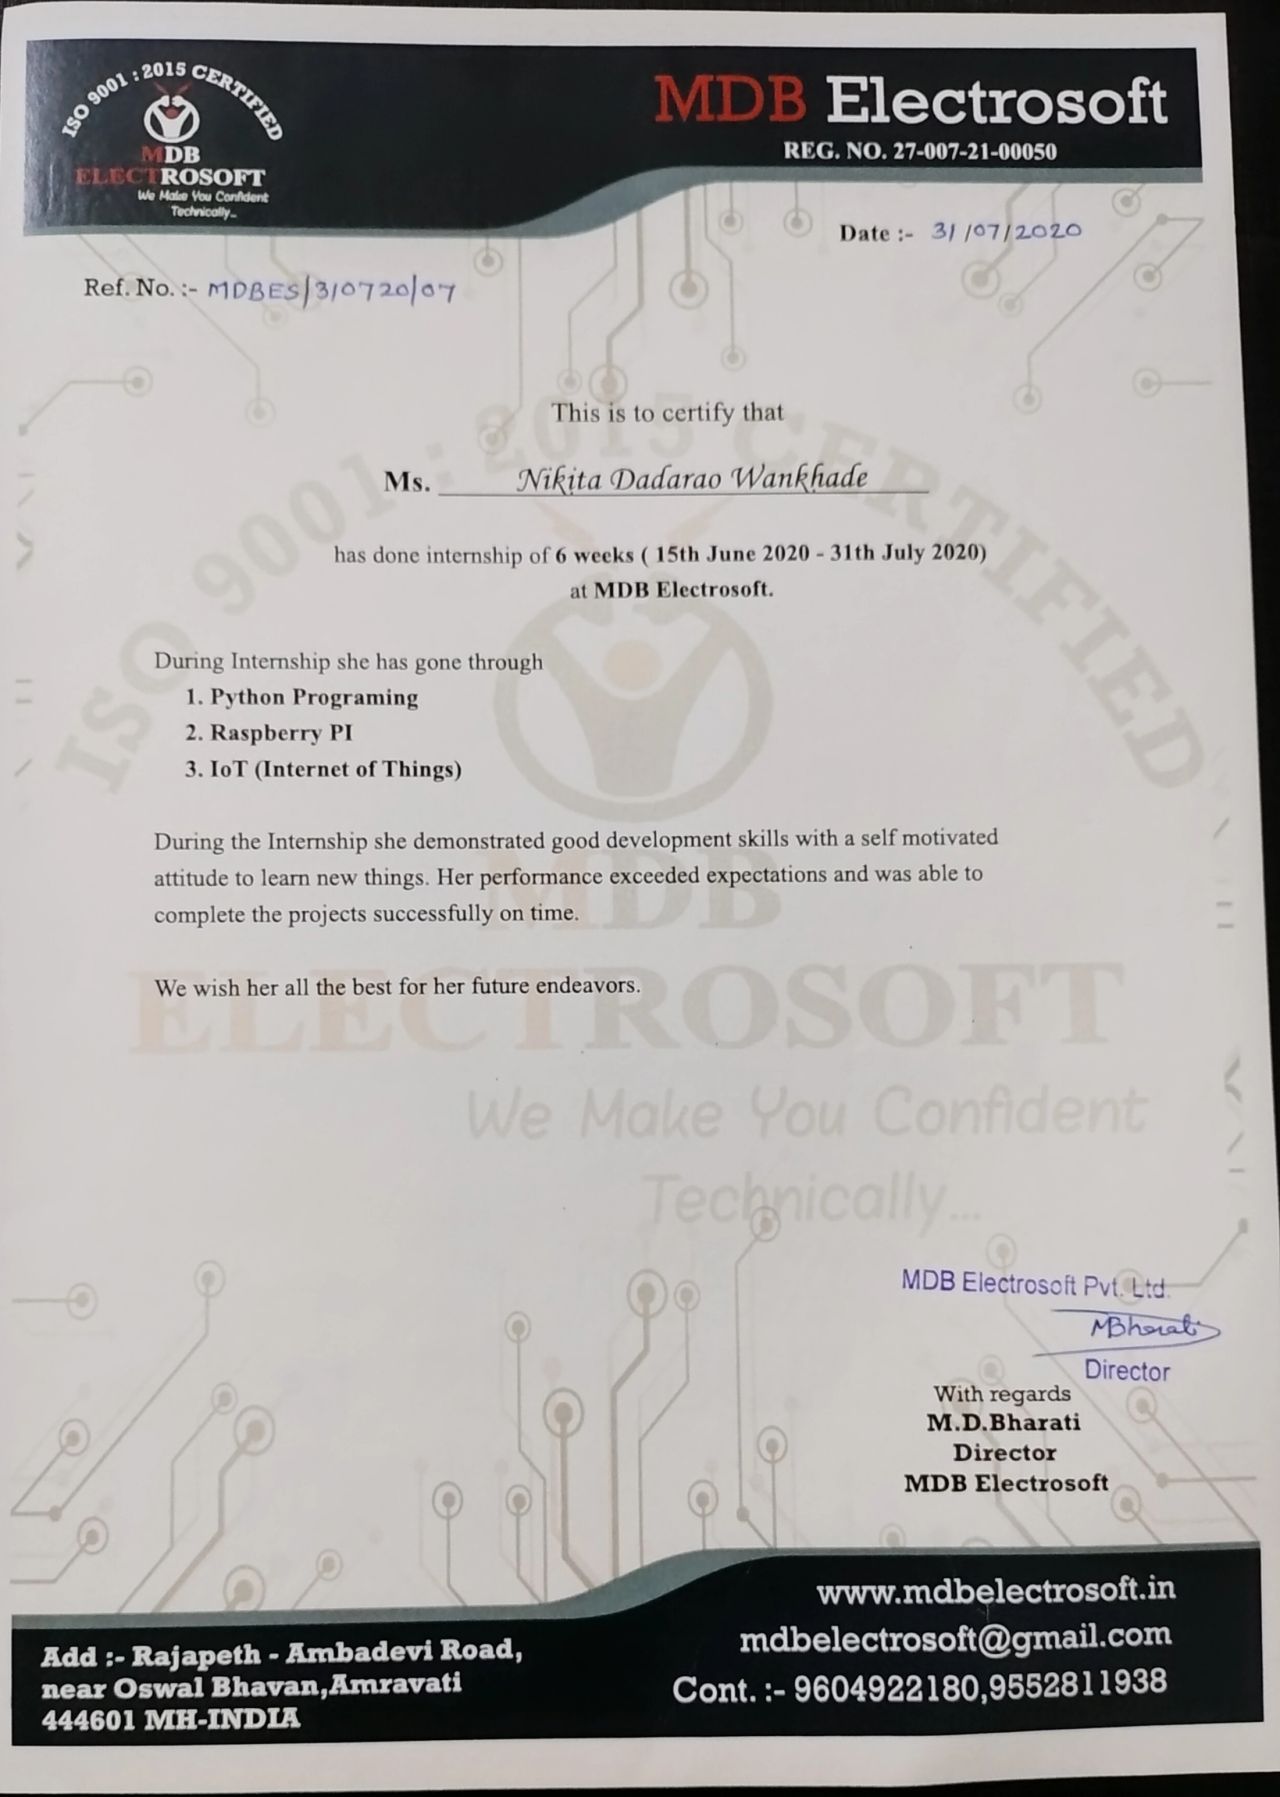 ISO 9001 : 2015 CERTIFIED
MDB
ELECTROSOFT
We Make You Confident
Technically...
MDB Electrosoft
REG. NO. 27-007-21-00050
Date :- 31/07/2020
Ref. No. :- MDBES/310720/07
This is to certify that
Ms. Nikita Dadarao Wankhade
has done internship of 6 weeks ( 15th June 2020 - 31th July 2020)
at MDB Electrosoft.
During Internship she has gone through
1. Python Programing
2. Raspberry PI
3. IoT (Internet of Things)
During the Internship she demonstrated good development skills with a self motivated
attitude to learn new things. Her performance exceeded expectations and was able to
complete the projects successfully on time.
We wish her all the best for her future endeavors.
ISO 9001 : 2015 CERTIFIED
MDB
ELECTROSOFT
We Make You Confident
Technically...
MDB Electrosoft Pvt. Ltd.
MBharati
Director
With regards
M.D.Bharati
Director
MDB Electrosoft
www.mdbelectrosoft.in
mdbelectrosoft@gmail.com
Cont. :- 9604922180,9552811938
Add :- Rajapeth - Ambadevi Road,
near Oswal Bhavan,Amravati
444601 MH-INDIA